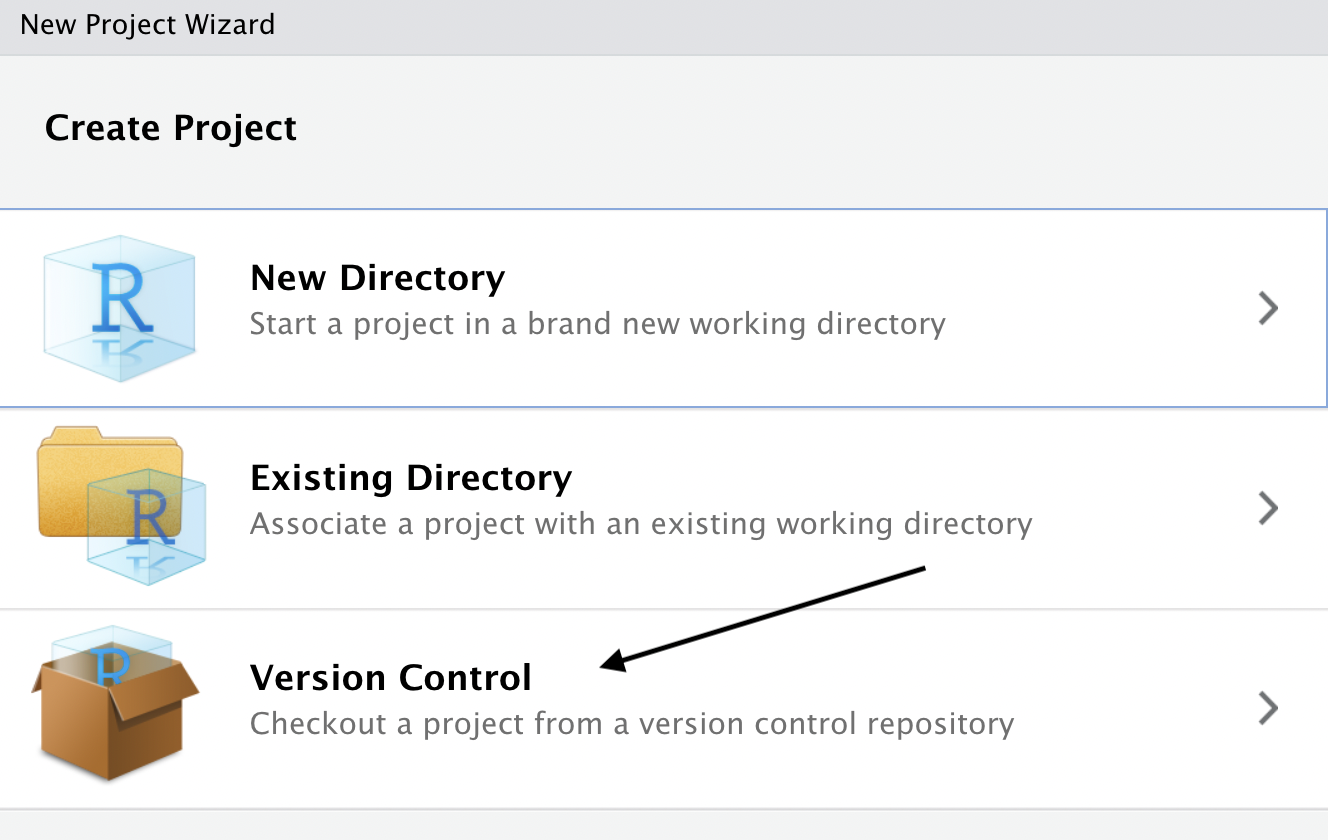 New Project Wizard
Create Project
R
New Directory
Start a project in a brand new working directory
R
Existing Directory
Associate a project with an existing working directory
R
Version Control
Checkout a project from a version control repository